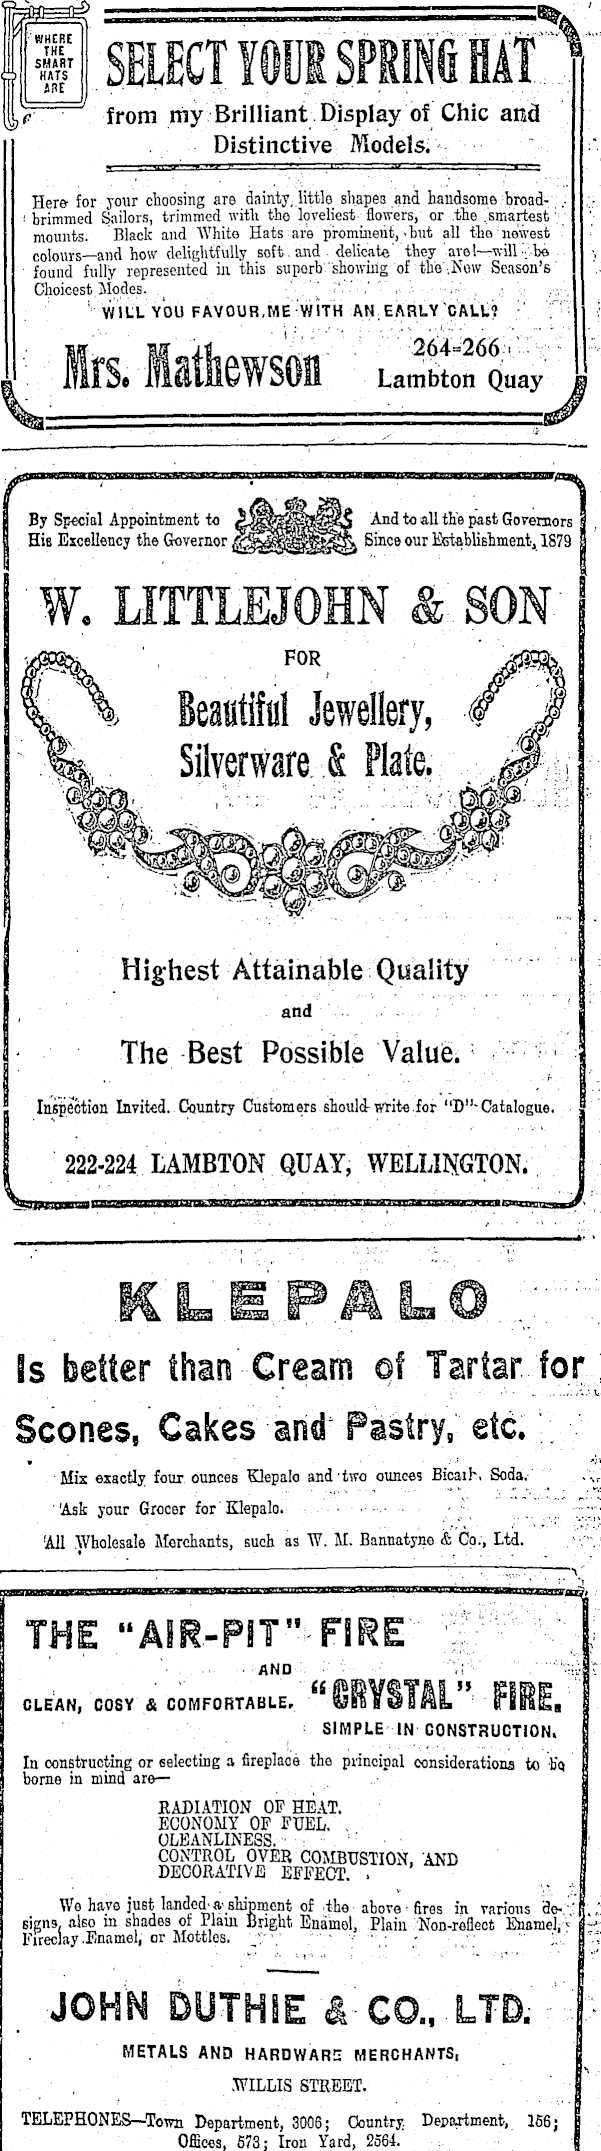 WHERE
THE
SMART
HATS
ARE
SELECT YOUR SPRING HAT
from my Brilliant Display of Chic and
Distinctive Models.
Here for your choosing are dainty little shapes and handsome broad-
brimmed Sailors, trimmed with the loveliest flowers, or the smartest
mounts. Black and White Hats are prominent, but all the newest
colours—and how delightfully soft and delicate they are!—will be
found fully represented in this superb showing of the New Season's
Choicest Modes.
WILL YOU FAVOUR ME WITH AN EARLY CALL?
Mrs. Mathewson
264-266
Lambton Quay
By Special Appointment to
His Excellency the Governor
And to all the past Governors
Since our Establishment, 1879
W. LITTLEJOHN & SON
FOR
Beautiful Jewellery,
Silverware & Plate.
Highest Attainable Quality
and
The Best Possible Value.
Inspection Invited. Country Customers should write for "D" Catalogue.
222-224 LAMBTON QUAY, WELLINGTON.
KLEPALO
Is better than Cream of Tartar for
Scones, Cakes and Pastry, etc.
Mix exactly four ounces Klepalo and two ounces Bicarb. Soda.
Ask your Grocer for Klepalo.
All Wholesale Merchants, such as W. M. Bannatyne & Co., Ltd.
THE "AIR-PIT" FIRE
AND
CLEAN, COSY & COMFORTABLE. "CRYSTAL" FIRE.
SIMPLE IN CONSTRUCTION.
In constructing or selecting a fireplace the principal considerations to be
borne in mind are—
RADIATION OF HEAT.
ECONOMY OF FUEL.
CLEANLINESS.
CONTROL OVER COMBUSTION, AND
DECORATIVE EFFECT.
We have just landed a shipment of the above fires in various de-
signs, also in shades of Plain Bright Enamel, Plain Non-reflect Enamel,
Fireclay Enamel, or Mottles.
JOHN DUTHIE & CO., LTD.
METALS AND HARDWARE MERCHANTS,
WILLIS STREET.
TELEPHONES—Town Department, 3006; Country Department, 156;
Offices, 573; Iron Yard, 2564.